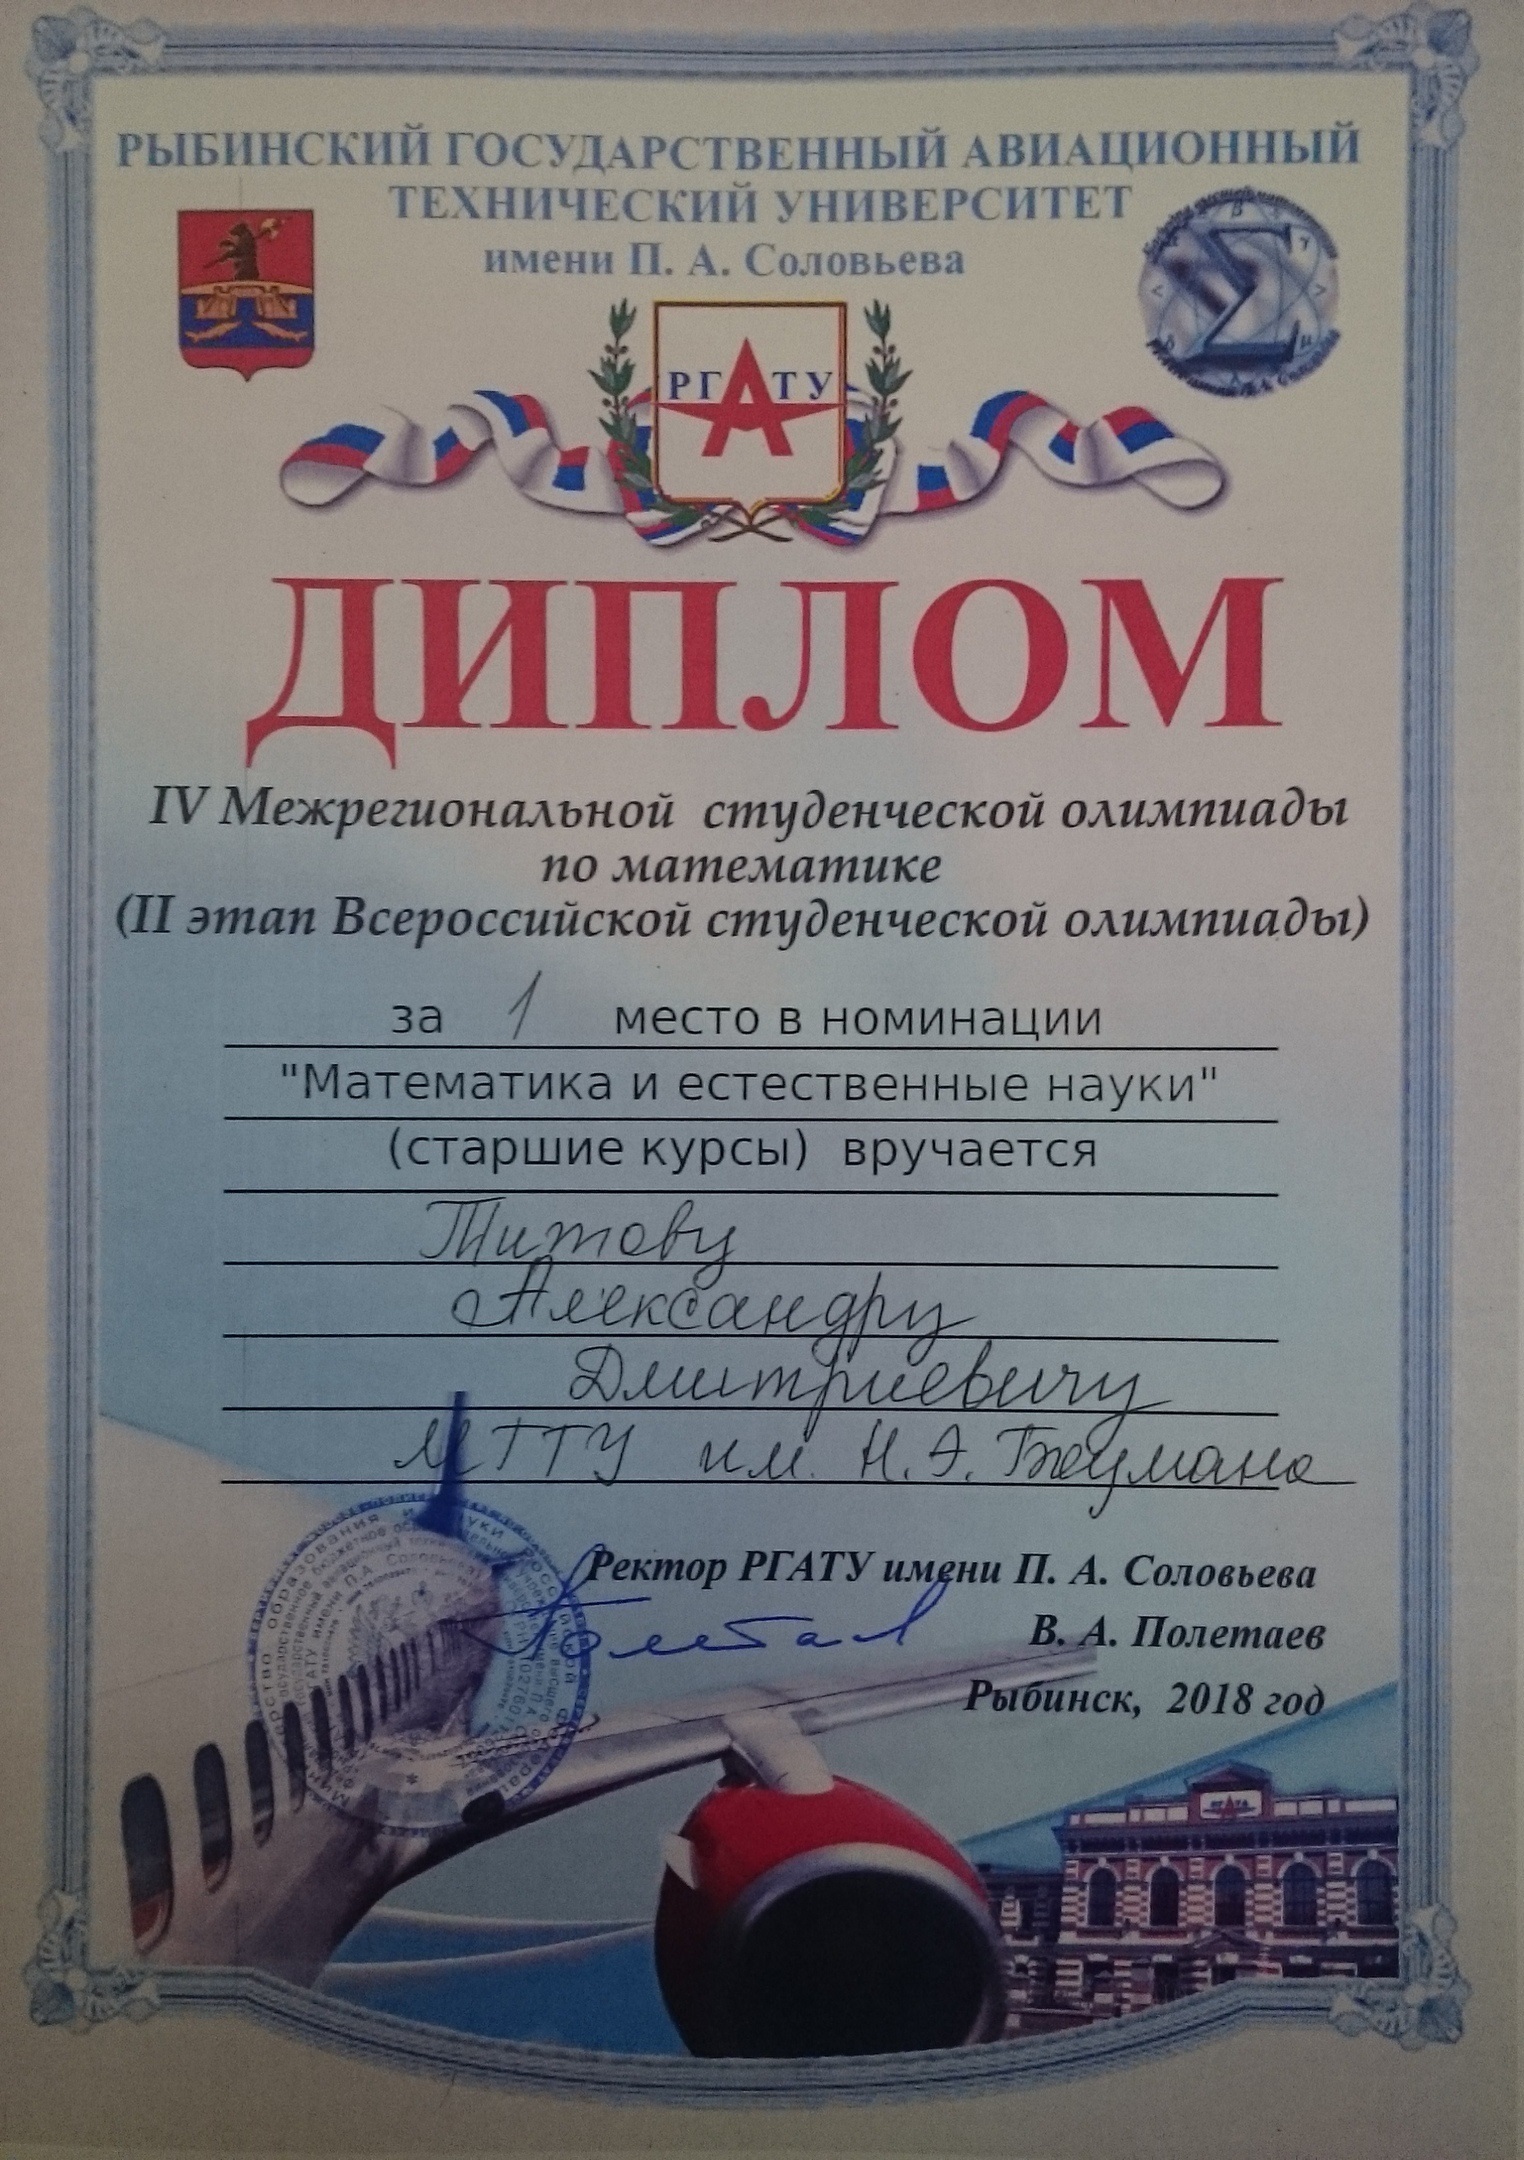 РЫБИНСКИЙ ГОСУДАРСТВЕННЫЙ АВИАЦИОННЫЙ
ТЕХНИЧЕСКИЙ УНИВЕРСИТЕТ
имени П. А. Соловьева
РГАТУ
ДИПЛОМ
IV Межрегиональной студенческой олимпиады
по математике
(II этап Всероссийской студенческой олимпиады)
за 1 место в номинации
"Математика и естественные науки"
(старшие курсы) вручается
Титову
Александру
Дмитриевичу
МГТУ им. Н.Э. Баумана
Ректор РГАТУ имени П. А. Соловьева
В. А. Полетаев
Рыбинск, 2018 год